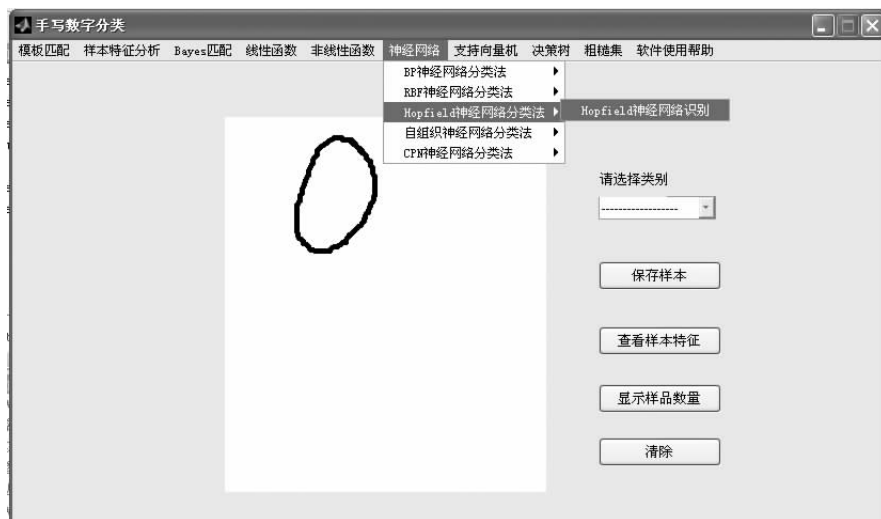 手写数字分类
模板匹配 样本特征分析 Bayes匹配 线性函数 非线性函数 神经网络 支持向量机 决策树 粗糙集 软件使用帮助
BP神经网络分类法
RBF神经网络分类法
Hopfield神经网络分类法 Hopfield神经网络识别
自组织神经网络分类法
CPN神经网络分类法
请选择类别
------------------
保存样本
查看样本特征
显示样品数量
清除